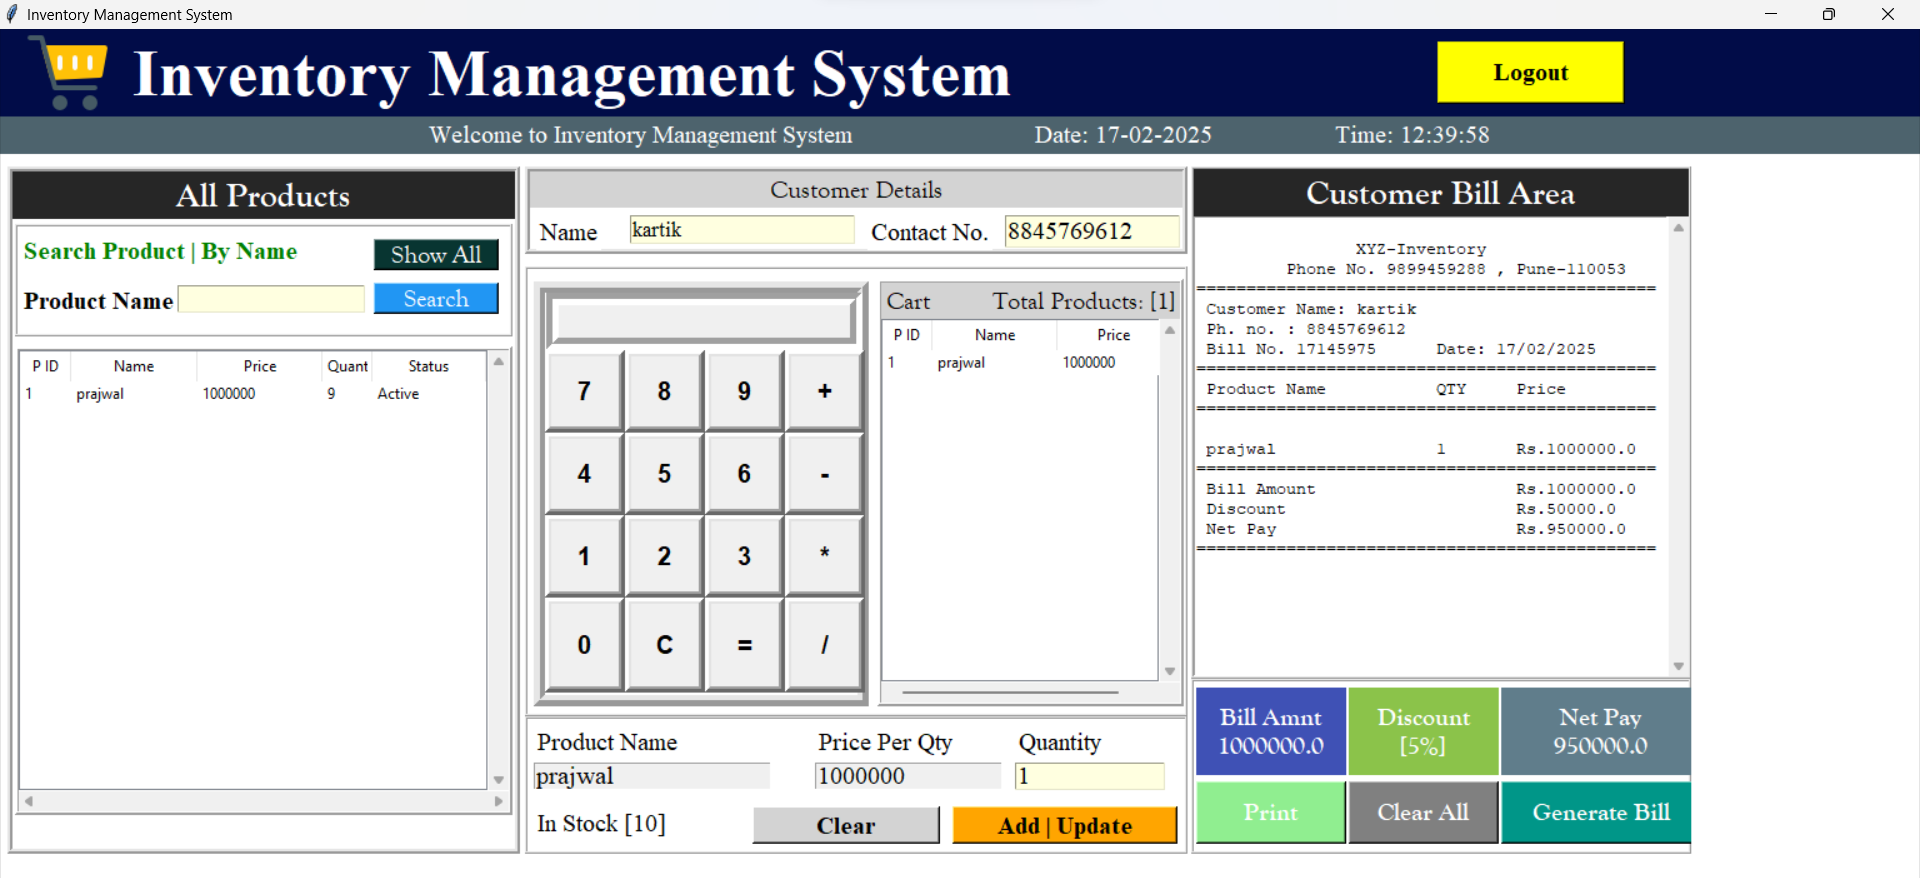 Inventory Management System
Inventory Management System
Logout
Welcome to Inventory Management System Date: 17-02-2025 Time: 12:39:58
All Products
Search Product | By Name
Show All
Product Name
Search
P ID Name Price Quant Status
1 prajwal 1000000 9 Active
Customer Details
Name kartik Contact No. 8845769612
7 8 9 +
4 5 6 -
1 2 3 *
0 C = /
Cart Total Products: [1]
P ID Name Price
1 prajwal 1000000
Product Name Price Per Qty Quantity
prajwal 1000000 1
In Stock [10]
Clear
Add | Update
Customer Bill Area
XYZ-Inventory
Phone No. 9899459288 , Pune-110053
==============================================
Customer Name: kartik
Ph. no. : 8845769612
Bill No. 17145975 Date: 17/02/2025
==============================================
Product Name QTY Price
==============================================
prajwal 1 Rs.1000000.0
==============================================
Bill Amount Rs.1000000.0
Discount Rs.50000.0
Net Pay Rs.950000.0
==============================================
Bill Amnt
1000000.0
Discount
[5%]
Net Pay
950000.0
Print
Clear All
Generate Bill